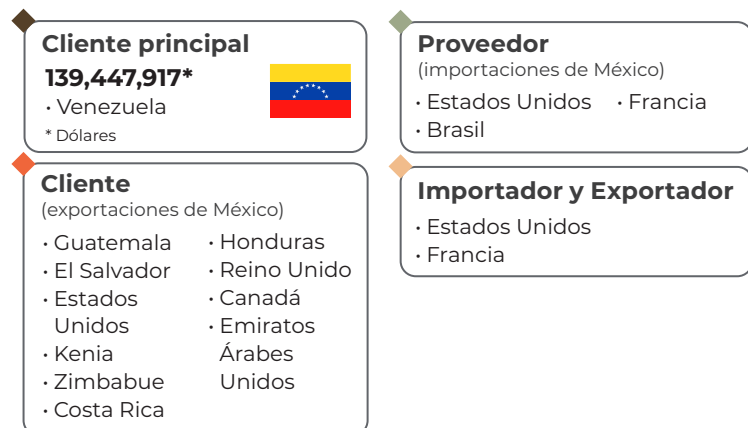 Cliente principal
139,447,917*
· Venezuela
* Dólares
Proveedor
(importaciones de México)
· Estados Unidos
· Francia
· Brasil
Cliente
(exportaciones de México)
· Guatemala
· El Salvador
· Estados
Unidos
· Kenia
· Zimbabue
· Costa Rica
· Honduras
· Reino Unido
· Canadá
· Emiratos
Árabes
Unidos
Importador y Exportador
· Estados Unidos
· Francia